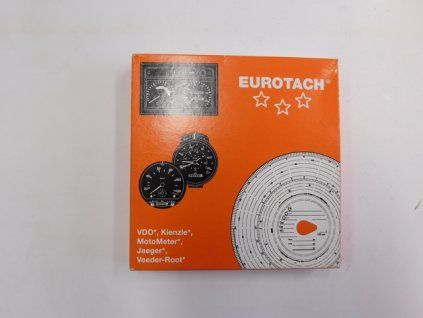 EUROTACH®
VDO*, Kienzle*,
MotoMeter*,
Jaeger*,
Veeder-Root*